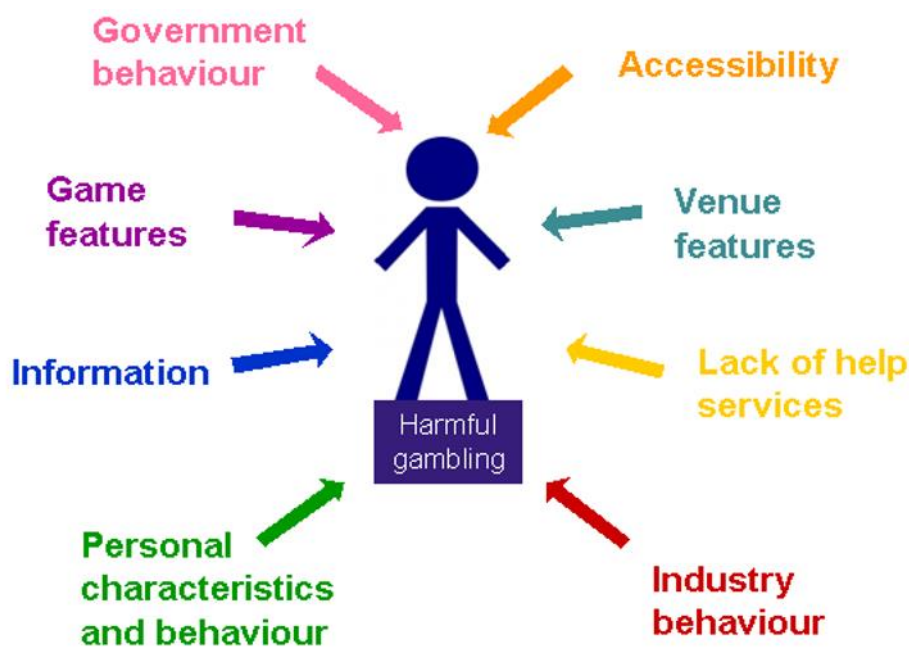 Government
behaviour
Accessibility
Game
features
Venue
features
Information
Lack of help
services
Harmful
gambling
Personal
characteristics
and behaviour
Industry
behaviour